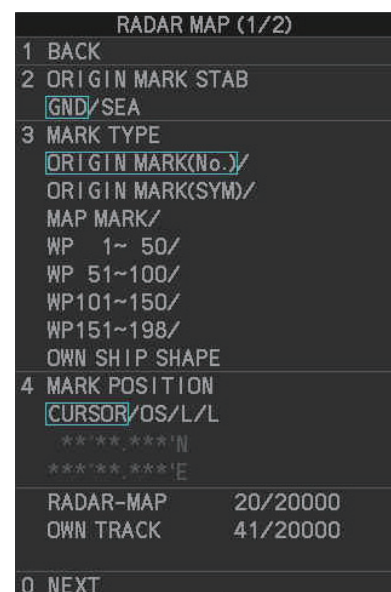 RADAR MAP (1/2)
1 BACK
2 ORIGIN MARK STAB
GND/SEA
3 MARK TYPE
ORIGIN MARK(No.)/
ORIGIN MARK(SYM)/
MAP MARK/
WP 1~ 50/
WP 51~100/
WP101~150/
WP151~198/
OWN SHIP SHAPE
4 MARK POSITION
CURSOR/OS/L/L
**°**.***'N
***°**.***'E
RADAR-MAP 20/20000
OWN TRACK 41/20000
0 NEXT